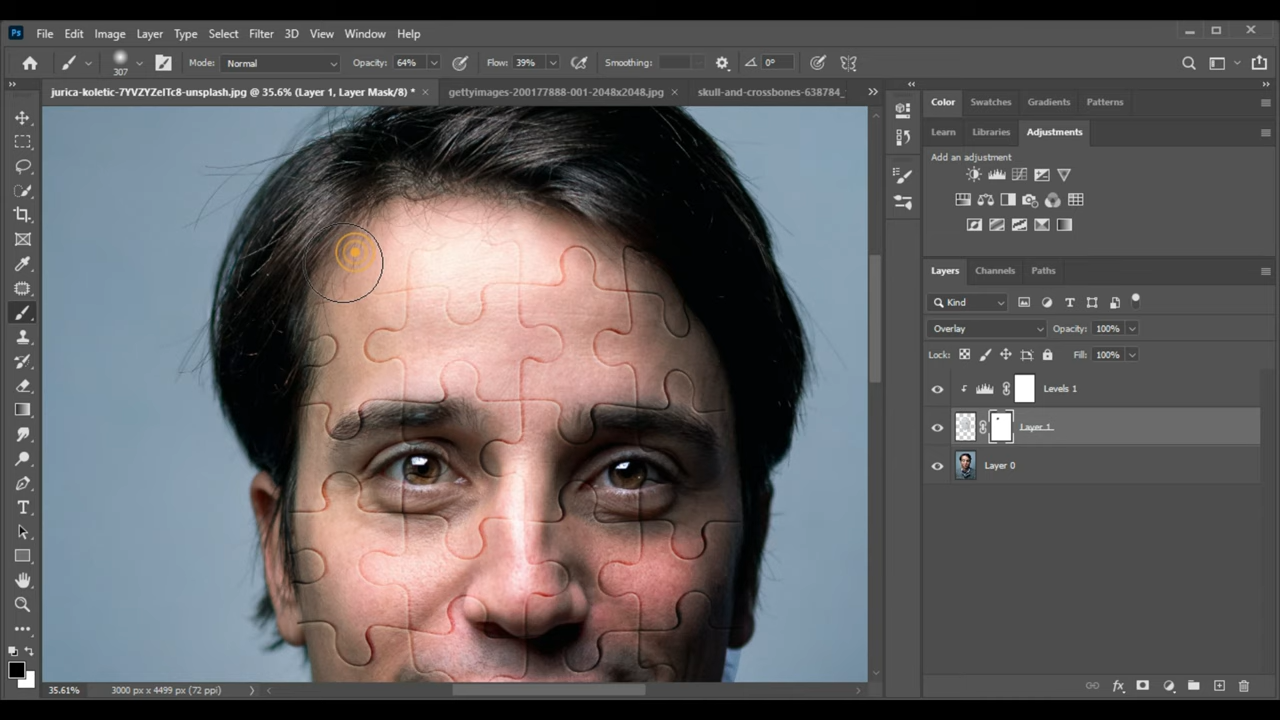 Ps File Edit Image Layer Type Select Filter 3D View Window Help
307 Mode: Normal Opacity: 64% Flow: 39% Smoothing: 0°
jurica-koletic-7YVZYZeITc8-unsplash.jpg @ 35.6% (Layer 1, Layer Mask/8) * gettyimages-200177888-001-2048x2048.jpg skull-and-crossbones-638784_
Color Swatches Gradients Patterns
Learn Libraries Adjustments
Add an adjustment
Layers Channels Paths
Kind
Overlay Opacity: 100%
Lock: Fill: 100%
Levels 1
Layer 1
Layer 0
35.61% 3000 px x 4499 px (72 ppi)